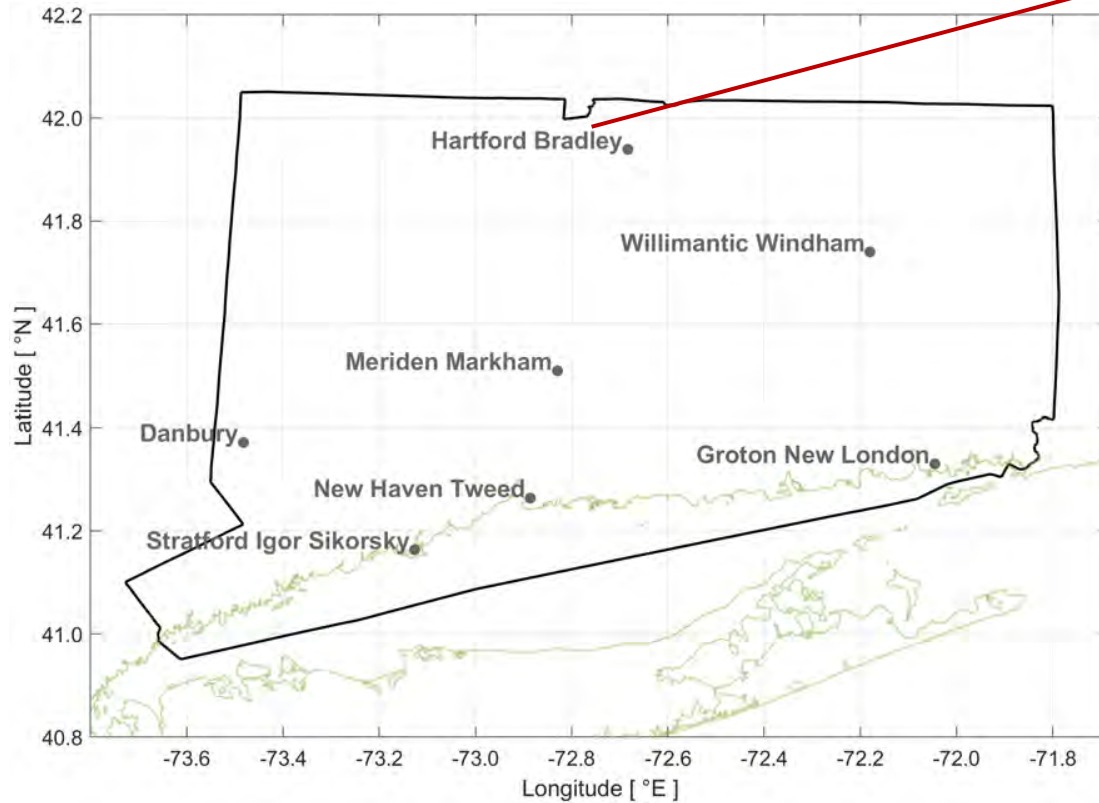 42.2
42.0
41.8
41.6
41.4
41.2
41.0
40.8
Latitude [ °N ]
Hartford Bradley
Willimantic Windham
Meriden Markham
Danbury
Groton New London
New Haven Tweed
Stratford Igor Sikorsky
-73.6 -73.4 -73.2 -73.0 -72.8 -72.6 -72.4 -72.2 -72.0 -71.8
Longitude [ °E ]